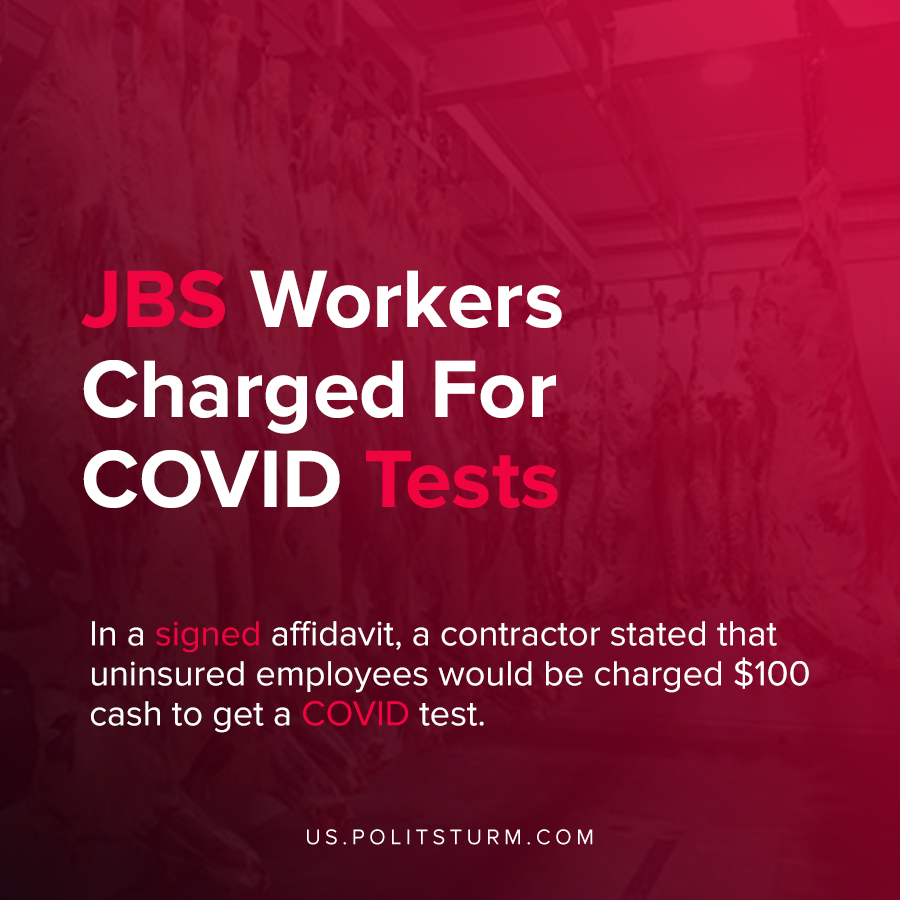 JBS Workers
Charged For
COVID Tests
In a signed affidavit, a contractor stated that
uninsured employees would be charged $100
cash to get a COVID test.
US.POLITSTURM.COM